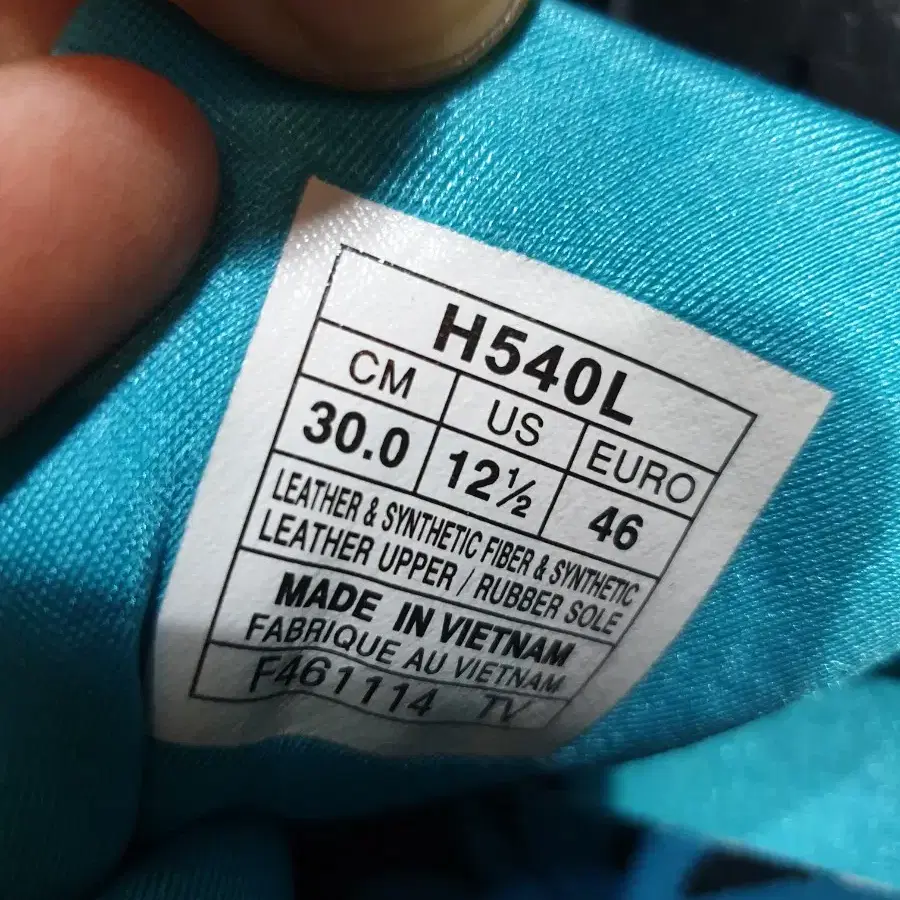 H540L
CM US EURO
30.0 12½ 46
LEATHER & SYNTHETIC FIBER & SYNTHETIC
LEATHER UPPER / RUBBER SOLE
MADE IN VIETNAM
FABRIQUE AU VIETNAM
F461114 TV